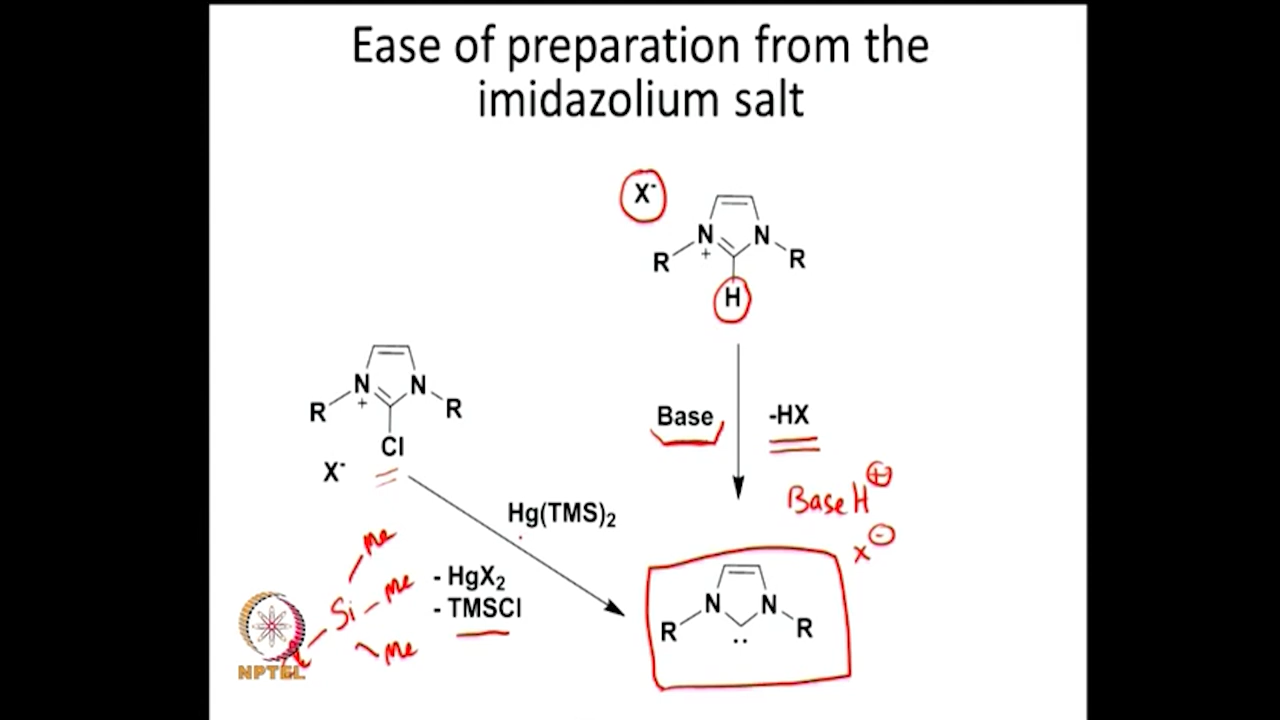 Ease of preparation from the
imidazolium salt
X-
N
N
+
R
R
H
N
N
+
R
R
Cl
X-
Base
-HX
Base H +
x -
Hg(TMS)2
- HgX2
- TMSCl
Me
Me
Si
Me
N
N
R
R
NPTEL